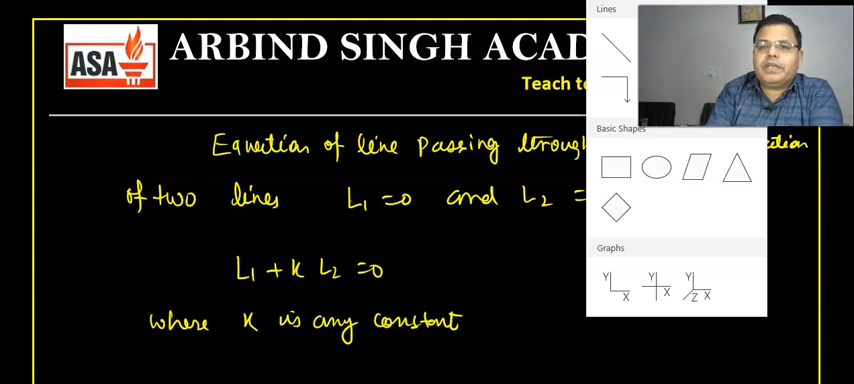 Lines
ASA
ARBIND SINGH ACAD
Teach to
Basic Shapes
Equation of line passing through
of two lines L1 = 0 and L2 =
Graphs
L1 + K L2 = 0
Y X Y X Y Z X
where K is any constant